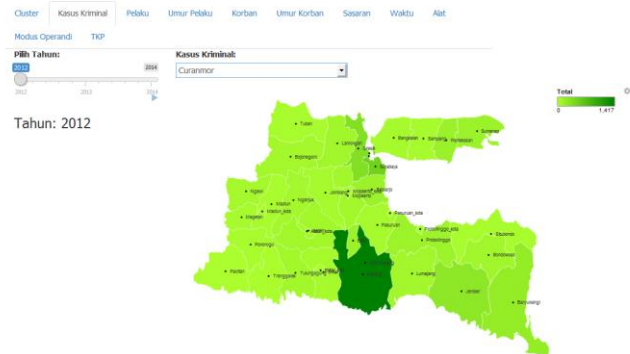 Cluster Kasus Kriminal Pelaku Umur Pelaku Korban Umur Korban Sasaran Waktu Alat
Modus Operandi TKP
Pilih Tahun:
Kasus Kriminal:
2012 2014
Curanmor
2012 2013 2014
Total
0 1,417
Tahun: 2012
Tuban
Sumenep
Bangkalan
Sampang
Pamekasan
Lamongan
Gresik
Bojonegoro
Sidoarjo
Ngawi
Jombang
Madiun
Nganjuk
Madiun_kota
Magetan
Pasuruan_kota
Pasuruan
Probolinggo_kota
Probolinggo
Situbondo
Ponorogo
Bondowoso
Pacitan
Trenggalek
Tulungagung
Lumajang
Jember
Banyuwangi